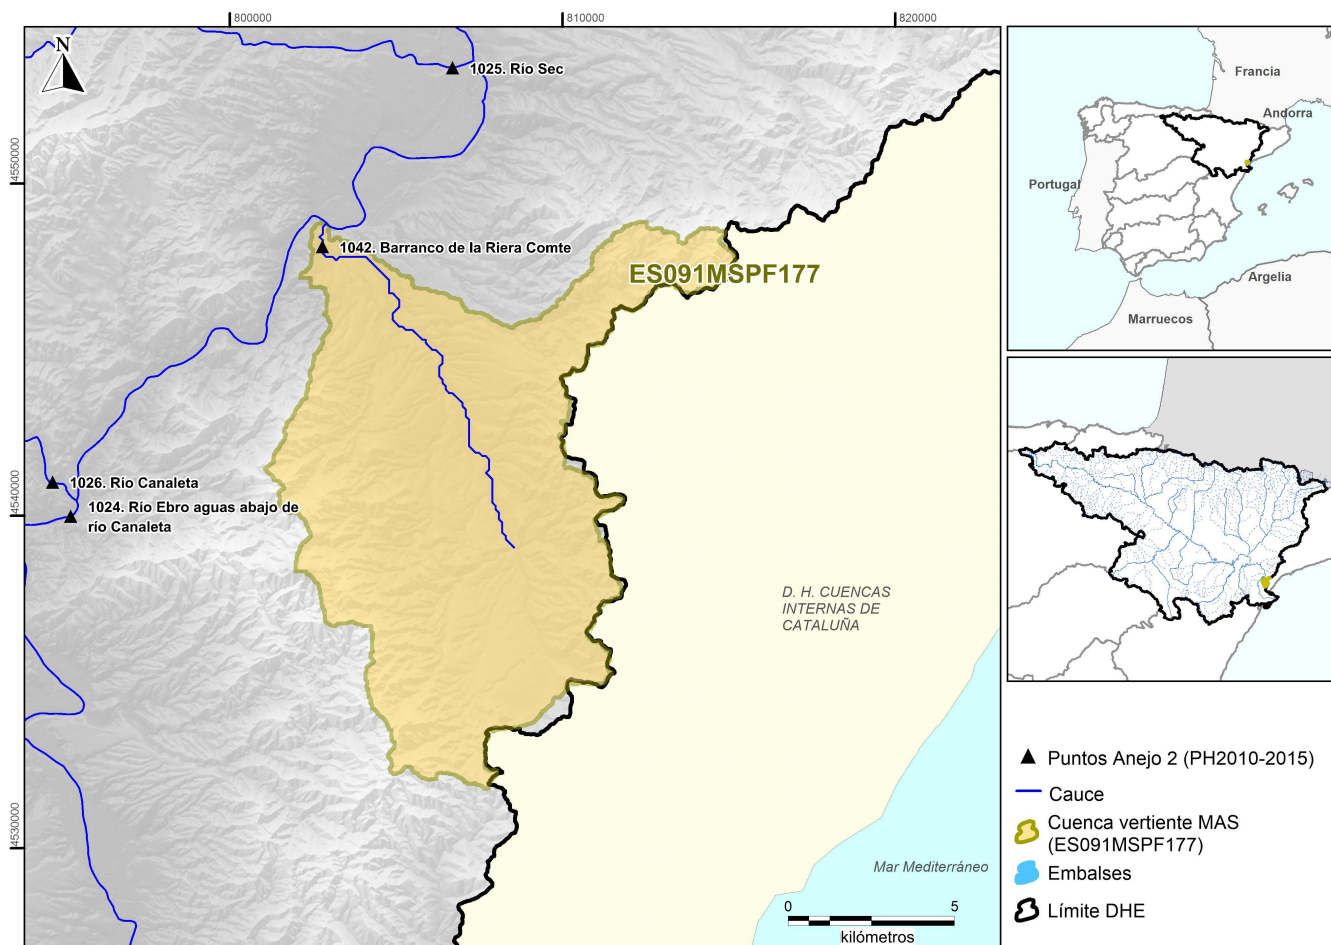 800000
810000
820000
N
1025. Río Sec
4550000
1042. Barranco de la Riera Comte
ES091MSPF177
1026. Río Canaleta
1024. Río Ebro aguas abajo de
río Canaleta
4540000
D. H. CUENCAS
INTERNAS DE
CATALUÑA
4530000
Mar Mediterráneo
0
5
kilómetros
Francia
Andorra
Portugal
Argelia
Marruecos
Puntos Anejo 2 (PH2010-2015)
Cauce
Cuenca vertiente MAS
(ES091MSPF177)
Embalses
Límite DHE